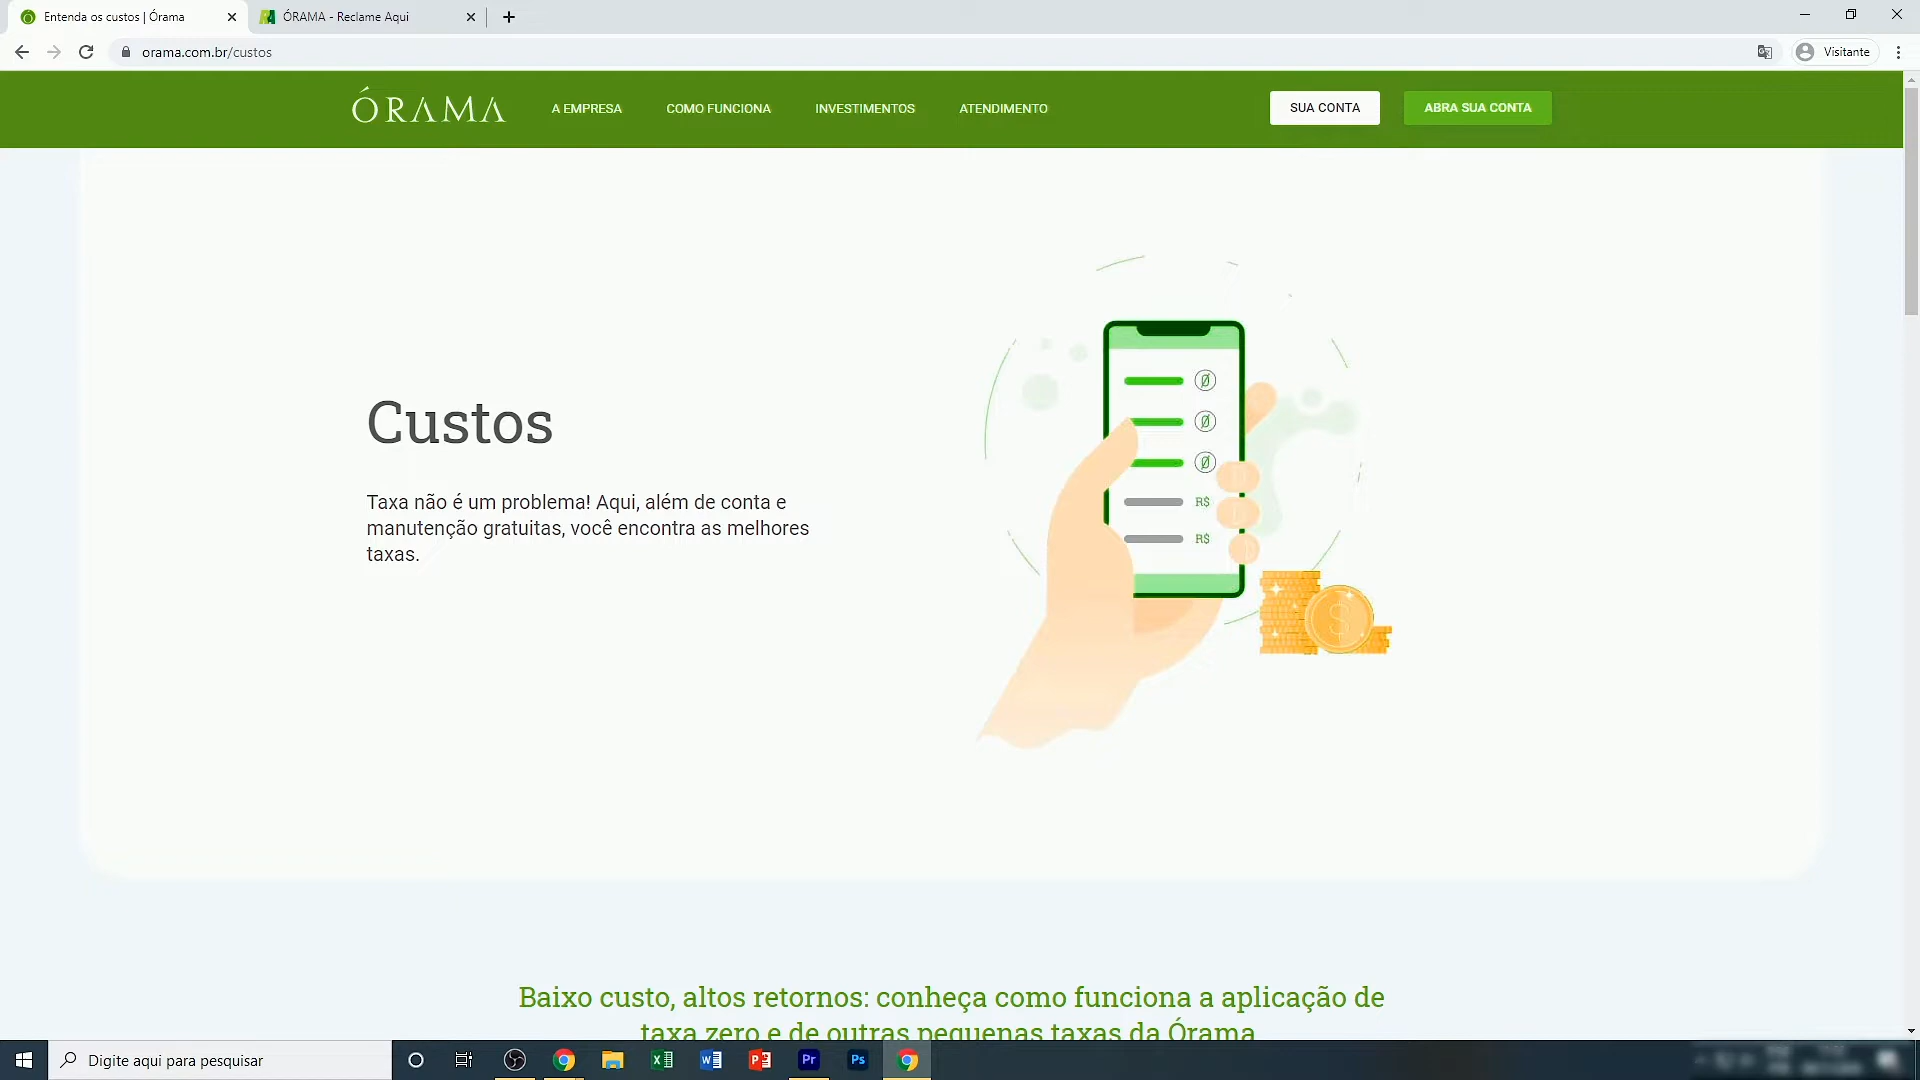 Entenda os custos | Órama
ÓRAMA - Reclame Aqui
orama.com.br/custos
Visitante
ÓRAMA
A EMPRESA
COMO FUNCIONA
INVESTIMENTOS
ATENDIMENTO
SUA CONTA
ABRA SUA CONTA
Custos
Taxa não é um problema! Aqui, além de conta e
manutenção gratuitas, você encontra as melhores
taxas.
R$
R$
Baixo custo, altos retornos: conheça como funciona a aplicação de
taxa zero e de outras pequenas taxas da Órama
Digite aqui para pesquisar
Pr
Ps